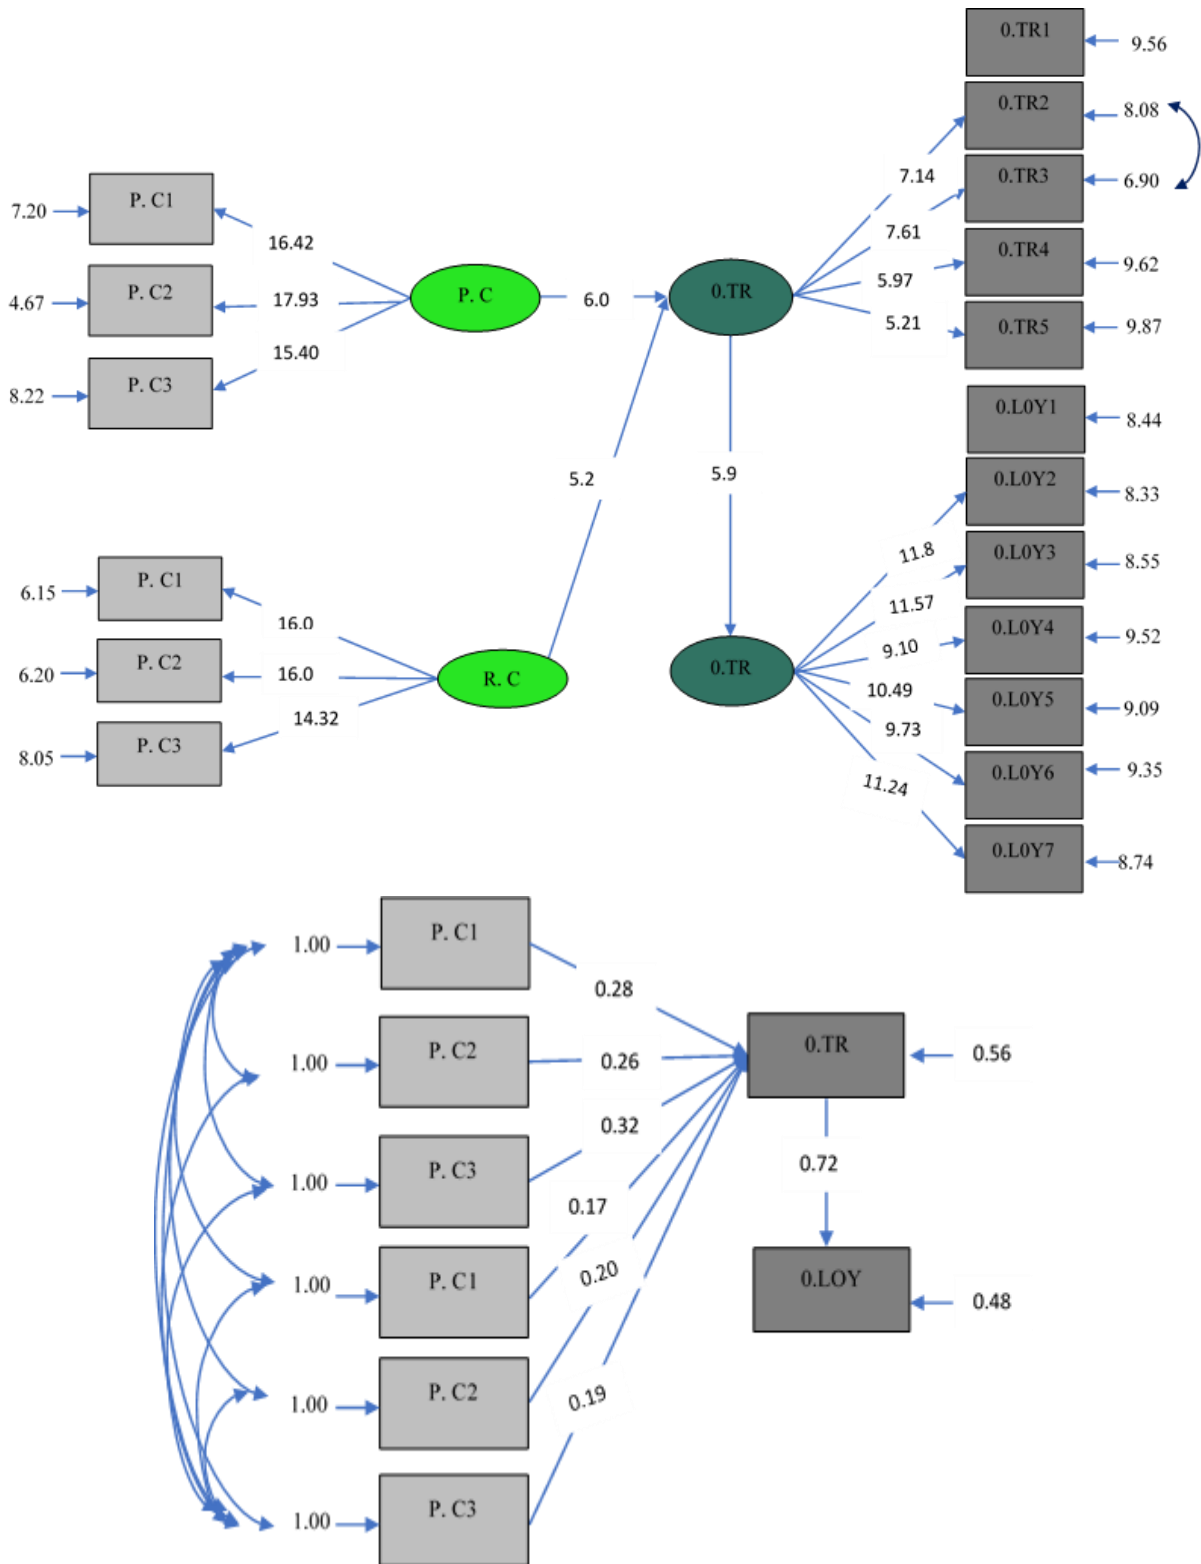 0.TR1
9.56
0.TR2
8.08
7.14
0.TR3
6.90
P. C1
7.20
16.42
7.61
0.TR4
9.62
P. C2
4.67
17.93
P. C
6.0
0.TR
5.97
0.TR5
9.87
5.21
P. C3
8.22
15.40
0.L0Y1
8.44
5.2
5.9
0.L0Y2
8.33
11.8
0.L0Y3
8.55
P. C1
6.15
16.0
11.57
0.L0Y4
9.52
9.10
P. C2
6.20
16.0
R. C
0.TR
10.49
0.L0Y5
9.09
P. C3
8.05
14.32
9.73
0.L0Y6
9.35
11.24
0.L0Y7
8.74
1.00
P. C1
0.28
1.00
P. C2
0.26
0.TR
0.56
0.32
1.00
P. C3
0.72
0.17
1.00
P. C1
0.20
0.LOY
0.48
1.00
P. C2
0.19
1.00
P. C3